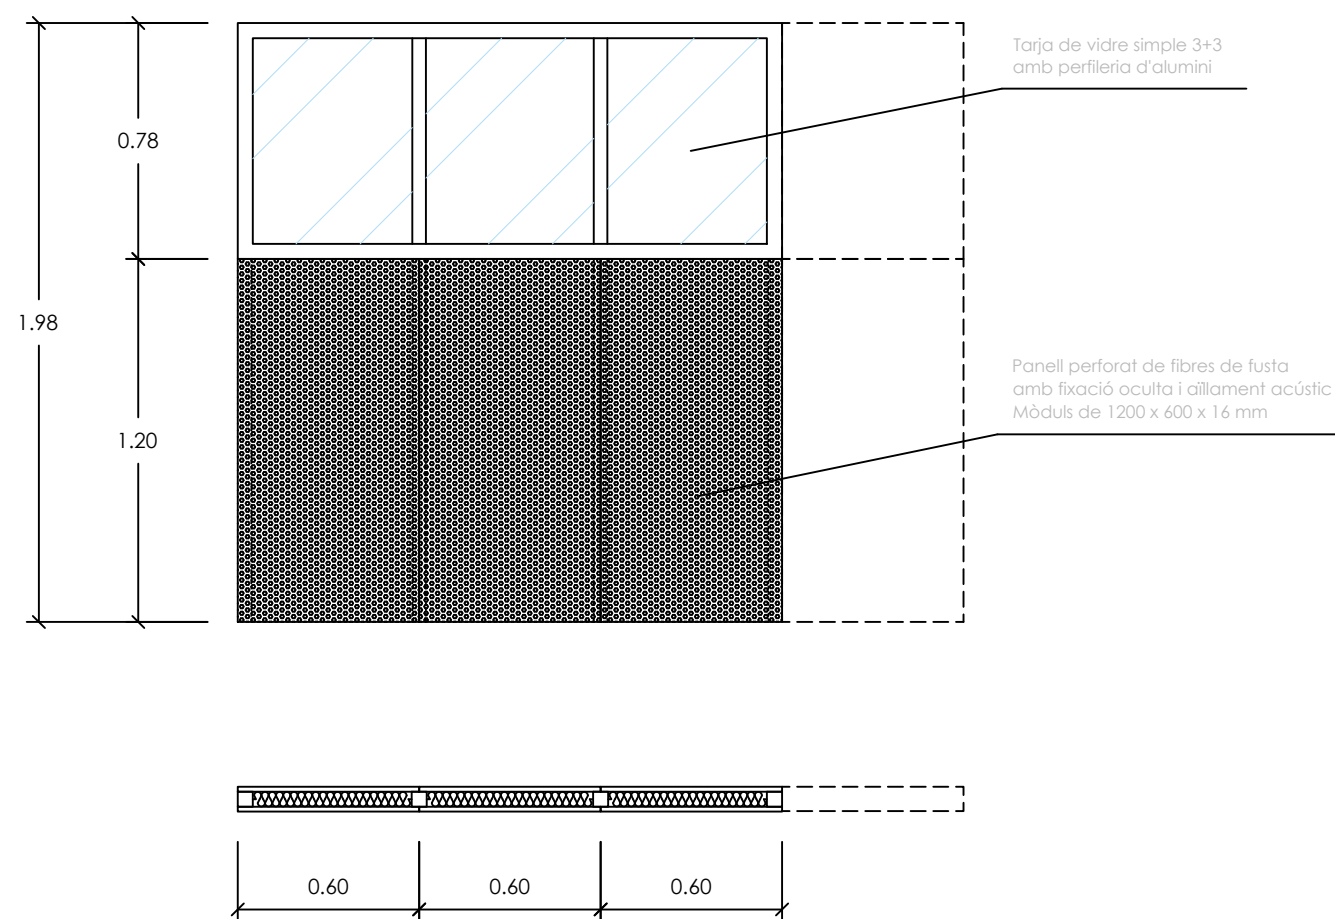 Tarja de vidre simple 3+3
amb perfileria d'alumini
0.78
1.98
Panell perforat de fibres de fusta
amb fixació oculta i aïllament acústic
Mòduls de 1200 x 600 x 16 mm
1.20
0.60
0.60
0.60